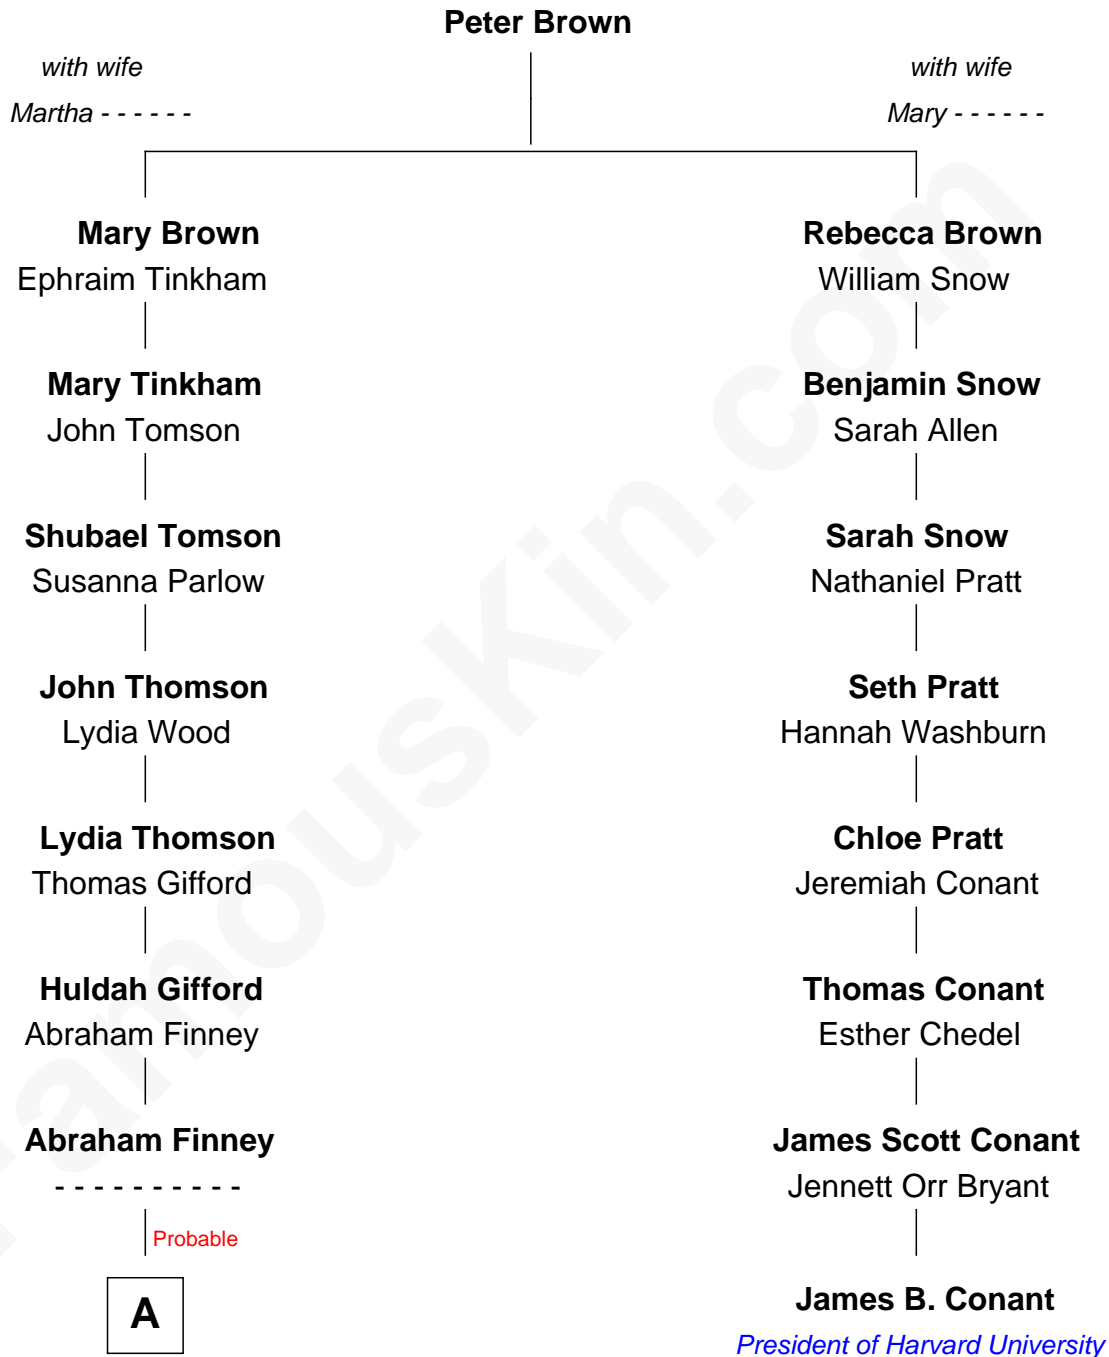 Peter Brown
with wife
Martha - - - - - -
with wife
Mary - - - - - -
Mary Brown
Ephraim Tinkham
Rebecca Brown
William Snow
Mary Tinkham
John Tomson
Benjamin Snow
Sarah Allen
Shubael Tomson
Susanna Parlow
Sarah Snow
Nathaniel Pratt
John Thomson
Lydia Wood
Seth Pratt
Hannah Washburn
Lydia Thomson
Thomas Gifford
Chloe Pratt
Jeremiah Conant
Huldah Gifford
Abraham Finney
Thomas Conant
Esther Chedel
Abraham Finney
- - - - - - - - - -
James Scott Conant
Jennett Orr Bryant
Probable
A
James B. Conant
President of Harvard University
FamousKin.com